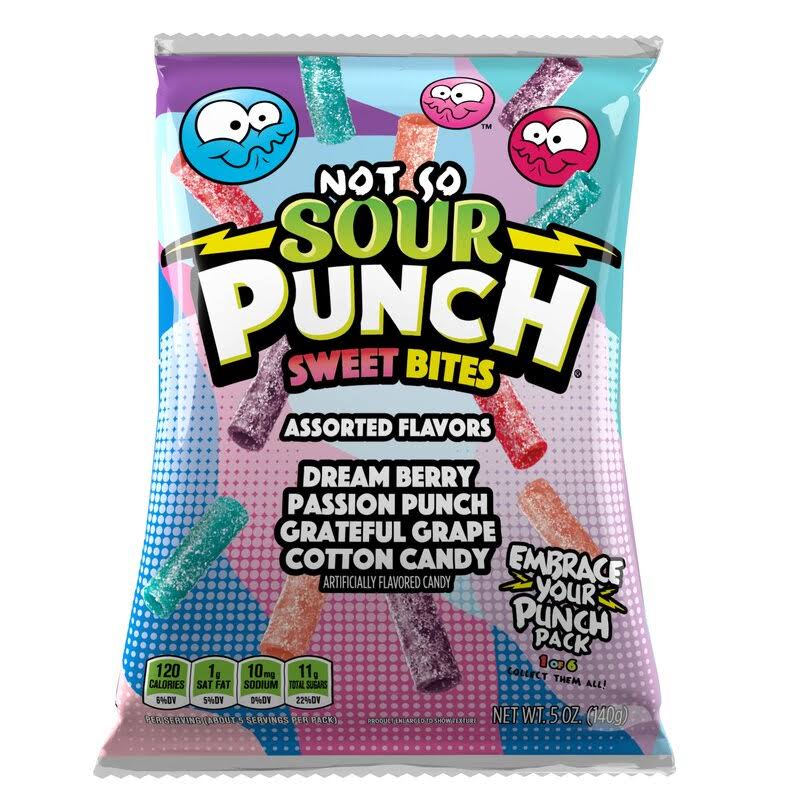 TM
NOT SO
SOUR
PUNCH®
SWEET BITES
ASSORTED FLAVORS
DREAM BERRY
PASSION PUNCH
GRATEFUL GRAPE
COTTON CANDY
ARTIFICIALLY FLAVORED CANDY
EMBRACE
YOUR
PUNCH
PACK
1 OF 6
COLLECT THEM ALL!
120 CALORIES 6%DV
1g SAT FAT 5%DV
10mg SODIUM 0%DV
11g TOTAL SUGARS 22%DV
PER SERVING (ABOUT 5 SERVINGS PER PACK)
PRODUCT ENLARGED TO SHOW TEXTURE
NET WT. 5 OZ. (140g)